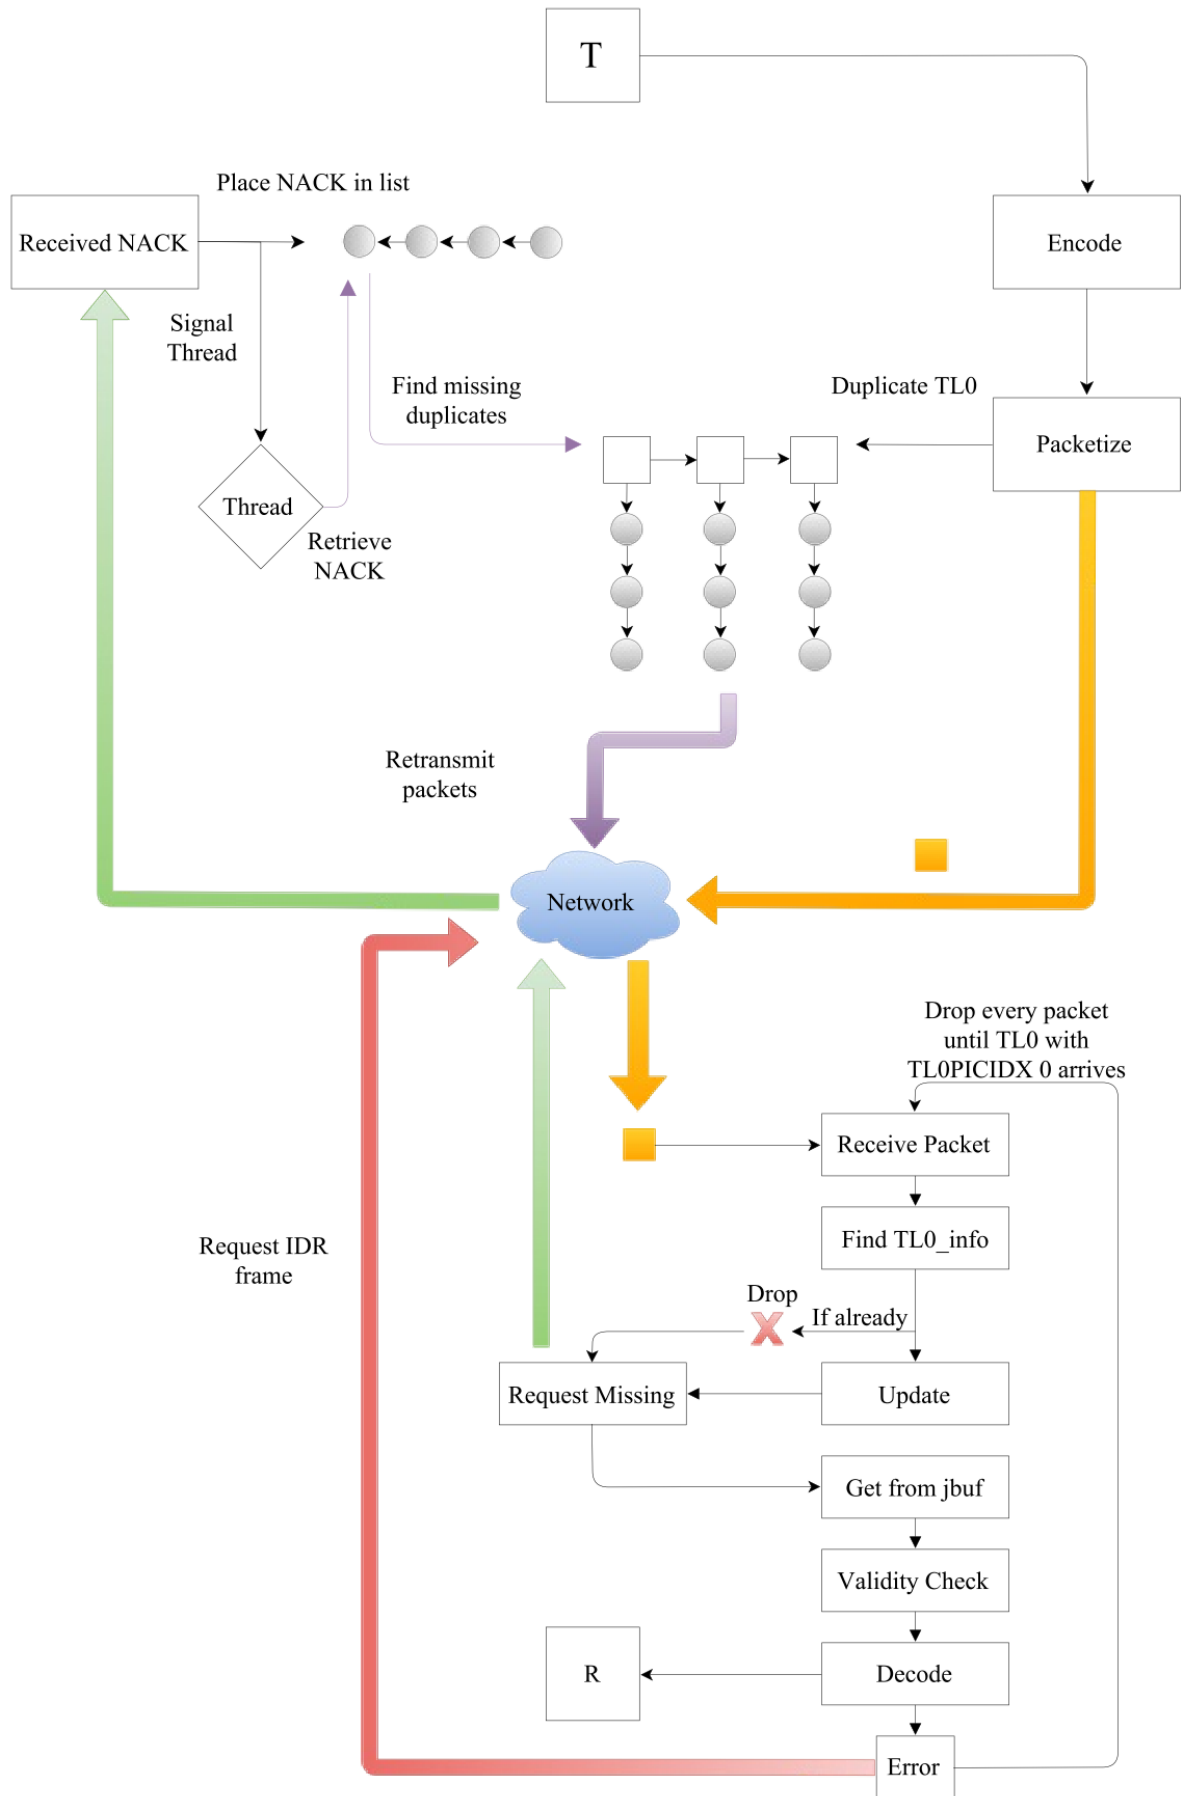 T
Place NACK in list
Received NACK
Encode
Signal
Thread
Find missing
duplicates
Duplicate TL0
Packetize
Thread
Retrieve
NACK
Retransmit
packets
Network
Drop every packet
until TL0 with
TL0PICIDX 0 arrives
Receive Packet
Request IDR
frame
Find TL0_info
Drop
If already
Request Missing
Update
Get from jbuf
Validity Check
R
Decode
Error